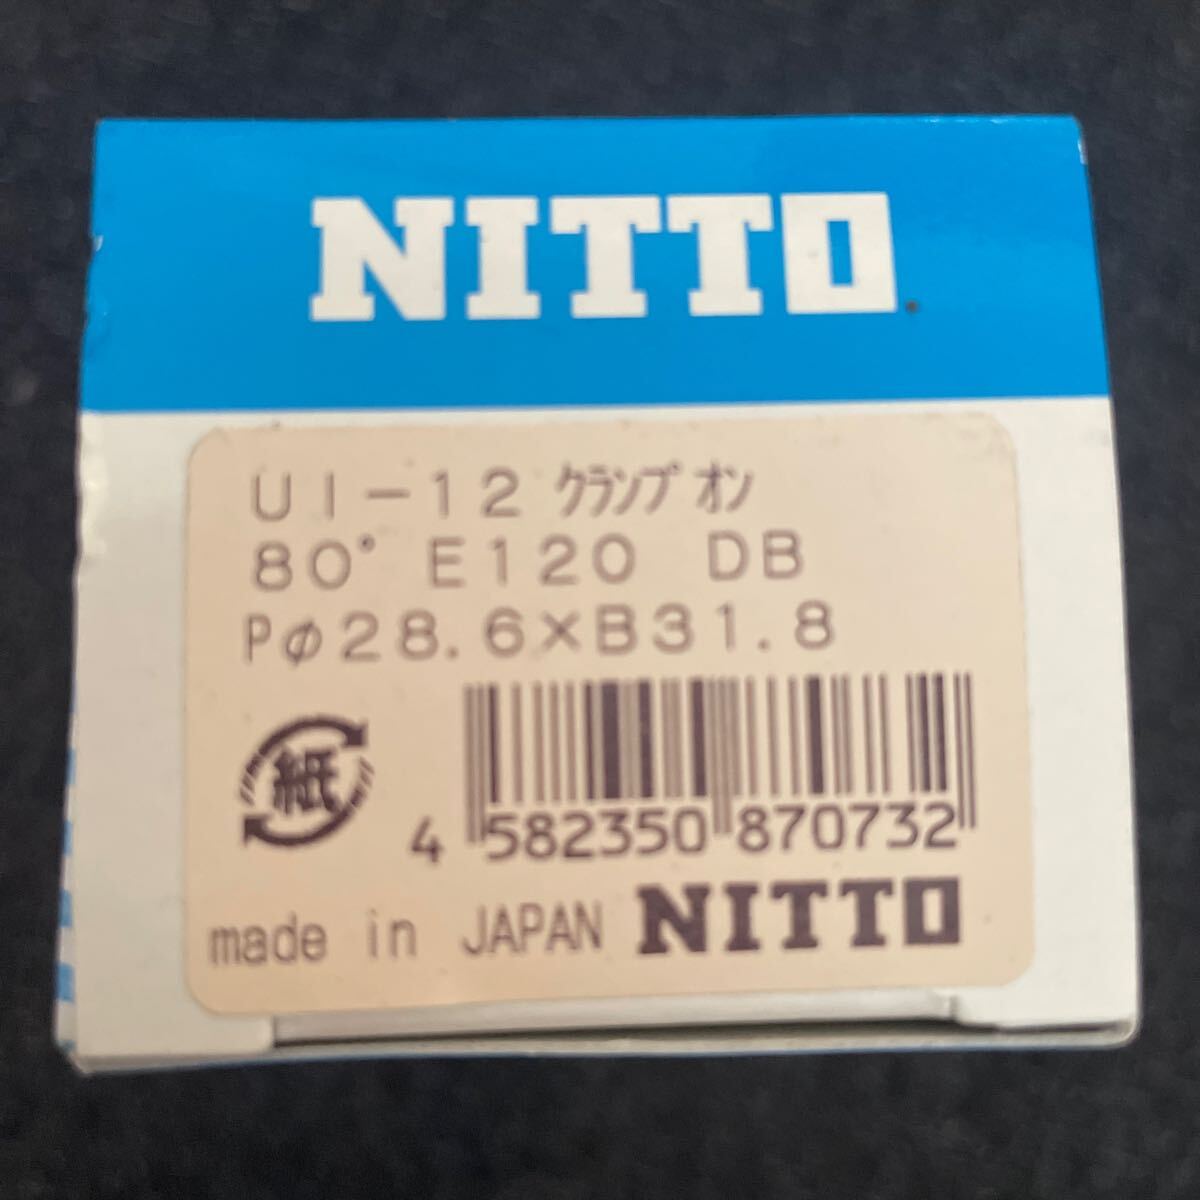 NITTO.
UI-12 クランプオン
80° E120 DB
Pφ28.6×B31.8
紙
4 582350 870732
made in JAPAN NITTO